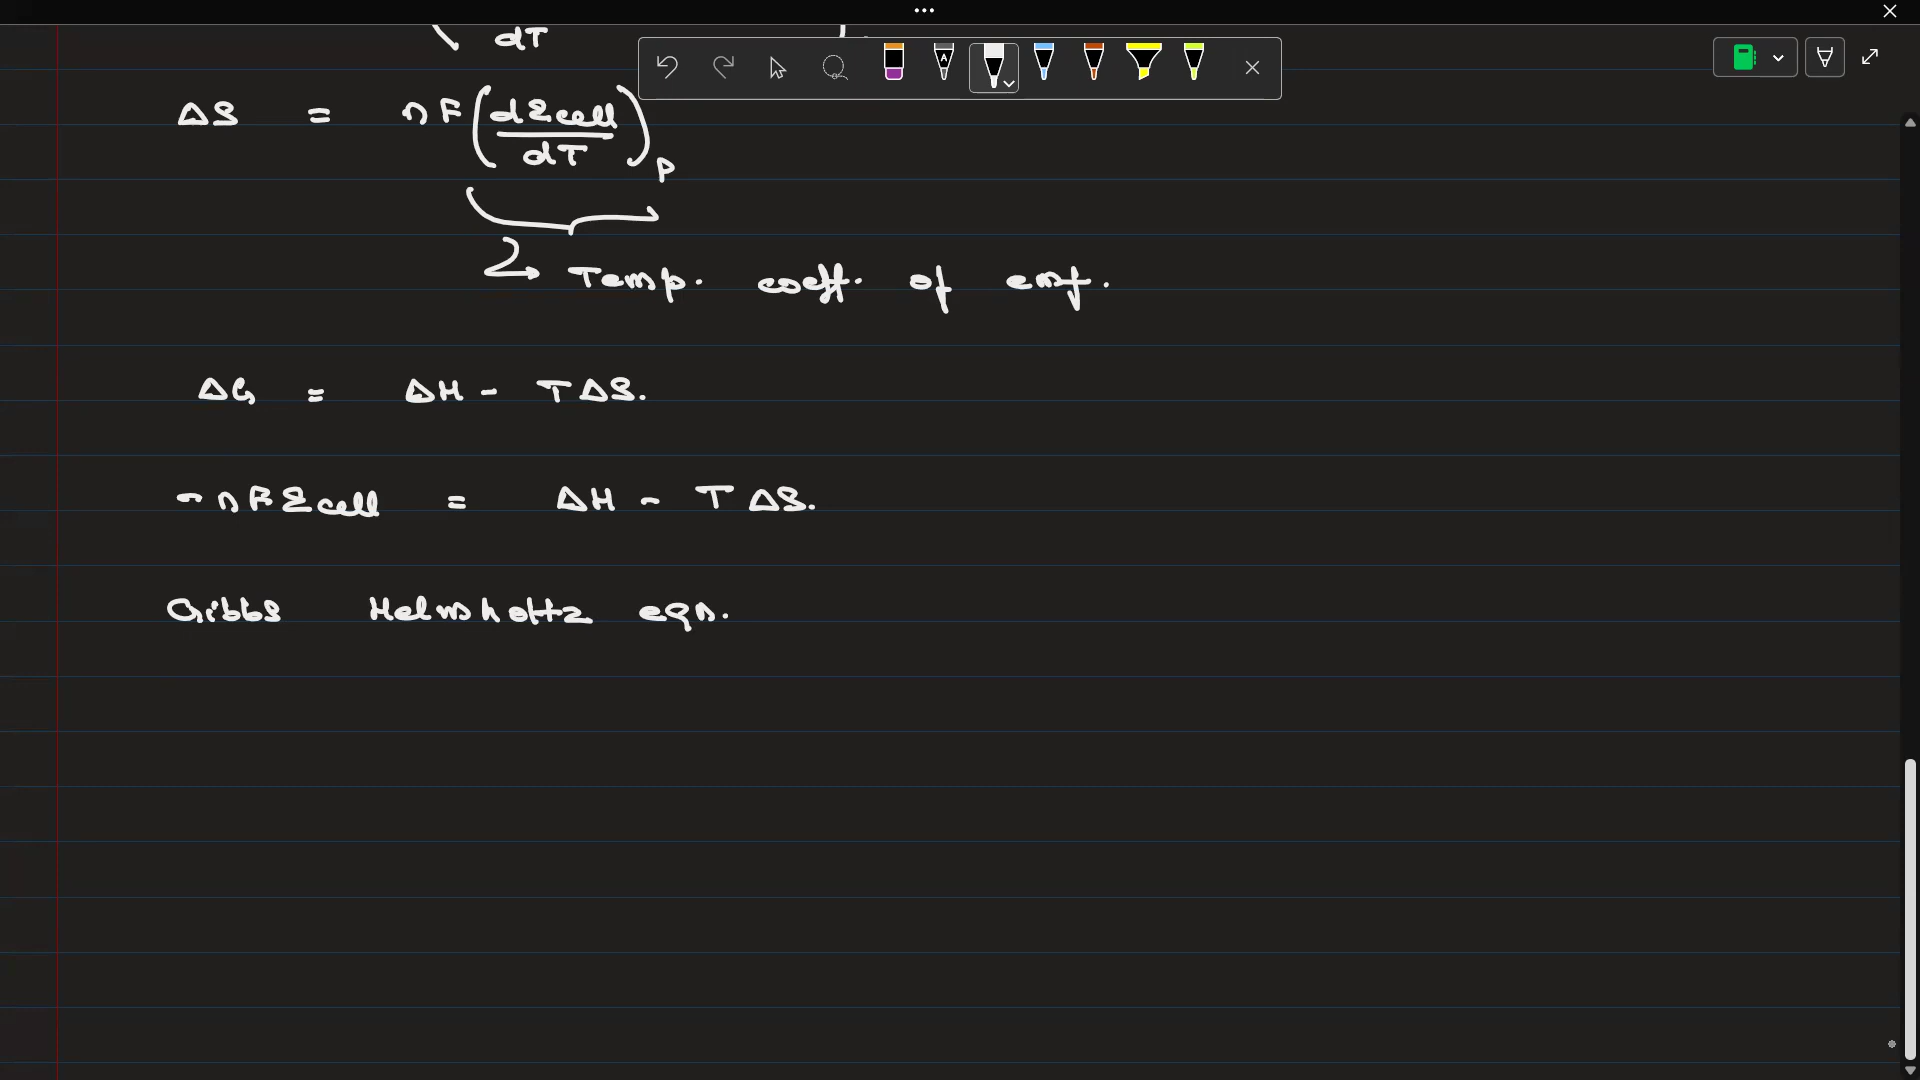 dT
ΔS = nF(dEcell/dT)p
→ Temp. coeff. of emf.
ΔG = ΔH - TΔS.
-nFEcell = ΔH - TΔS.
Gibbs Helmholtz eqn.